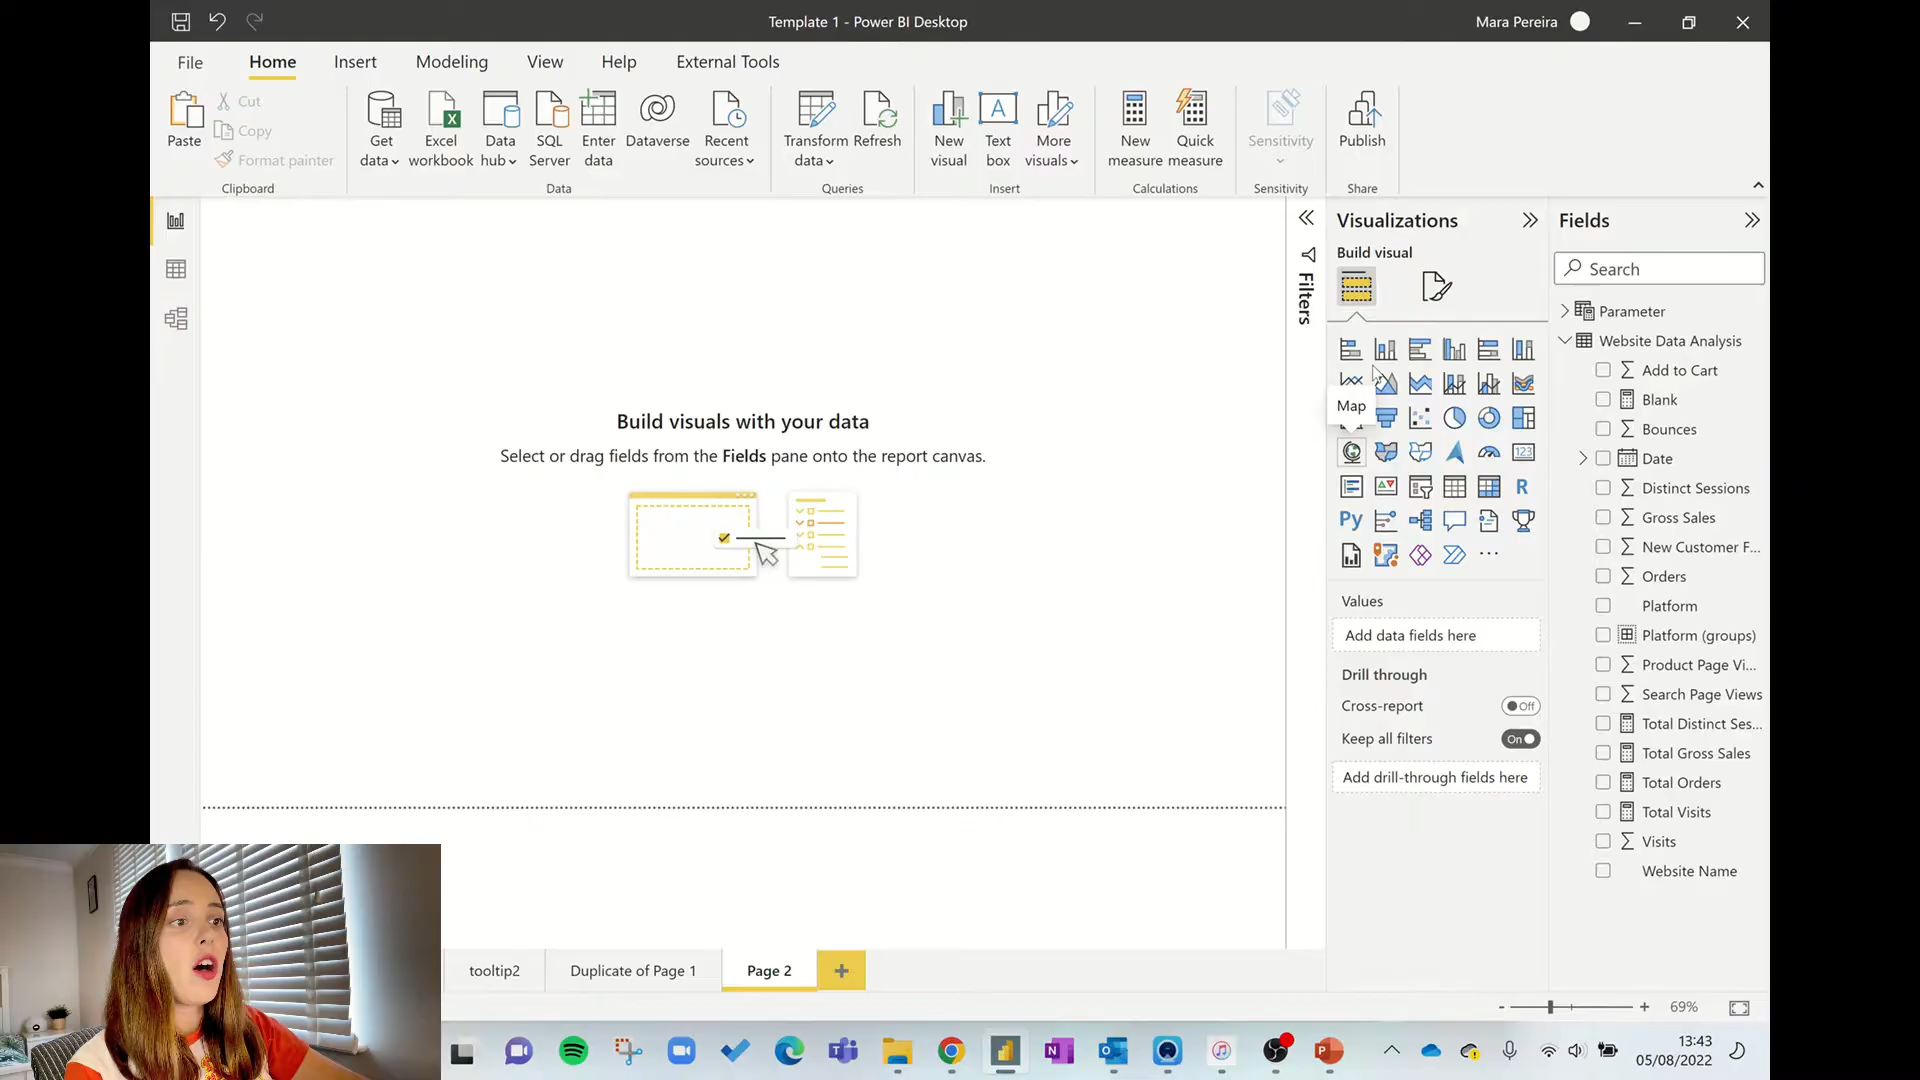 Template 1 - Power BI Desktop
Mara Pereira
File
Home
Insert
Modeling
View
Help
External Tools
Paste
Cut
Copy
Format painter
Clipboard
Get data
Excel workbook
Data hub
SQL Server
Enter data
Dataverse
Recent sources
Data
Transform data
Refresh
Queries
New visual
Text box
More visuals
Insert
New measure
Quick measure
Calculations
Sensitivity
Sensitivity
Publish
Share
Build visuals with your data
Select or drag fields from the Fields pane onto the report canvas.
Filters
Visualizations
Build visual
Map
123
R
Py
Values
Add data fields here
Drill through
Cross-report
Off
Keep all filters
On
Add drill-through fields here
Fields
Search
Parameter
Website Data Analysis
Add to Cart
Blank
Bounces
Date
Distinct Sessions
Gross Sales
New Customer F...
Orders
Platform
Platform (groups)
Product Page Vi...
Search Page Views
Total Distinct Ses...
Total Gross Sales
Total Orders
Total Visits
Visits
Website Name
tooltip2
Duplicate of Page 1
Page 2
69%
13:43
05/08/2022